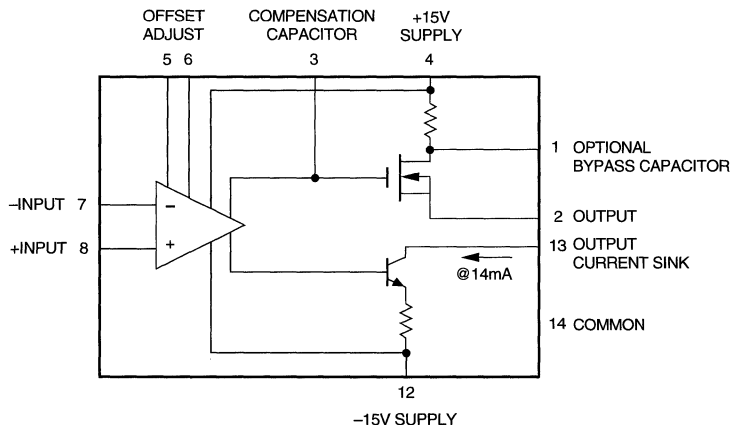 OFFSET
ADJUST
5 6
COMPENSATION
CAPACITOR
3
+15V
SUPPLY
4
1 OPTIONAL
BYPASS CAPACITOR
–INPUT 7
–
2 OUTPUT
+INPUT 8
+
13 OUTPUT
CURRENT SINK
@14mA
14 COMMON
12
–15V SUPPLY